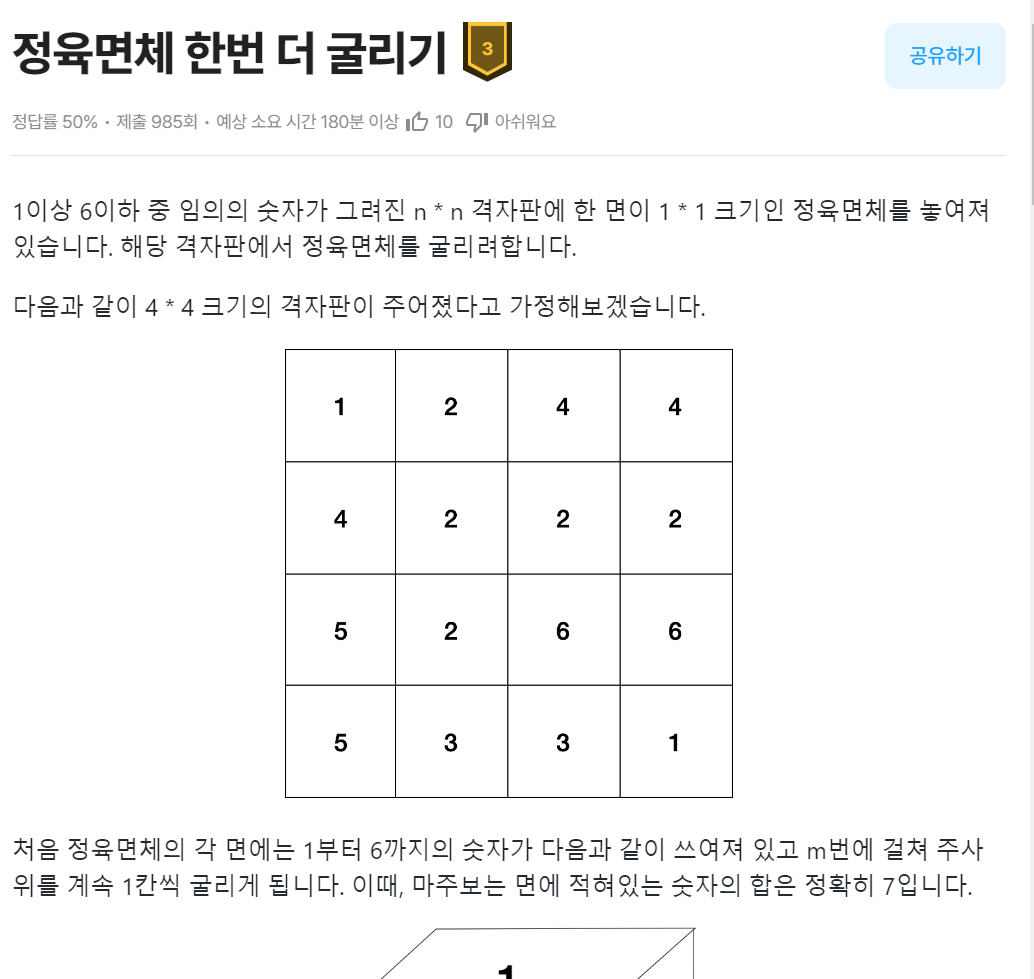 정육면체 한번 더 굴리기 3
공유하기
정답률 50% • 제출 985회 • 예상 소요 시간 180분 이상 10 아쉬워요
1이상 6이하 중 임의의 숫자가 그려진 n * n 격자판에 한 면이 1 * 1 크기인 정육면체를 놓여져
있습니다. 해당 격자판에서 정육면체를 굴리려합니다.
다음과 같이 4 * 4 크기의 격자판이 주어졌다고 가정해보겠습니다.
1 2 4 4
4 2 2 2
5 2 6 6
5 3 3 1
처음 정육면체의 각 면에는 1부터 6까지의 숫자가 다음과 같이 쓰여져 있고 m번에 걸쳐 주사
위를 계속 1칸씩 굴리게 됩니다. 이때, 마주보는 면에 적혀있는 숫자의 합은 정확히 7입니다.
1